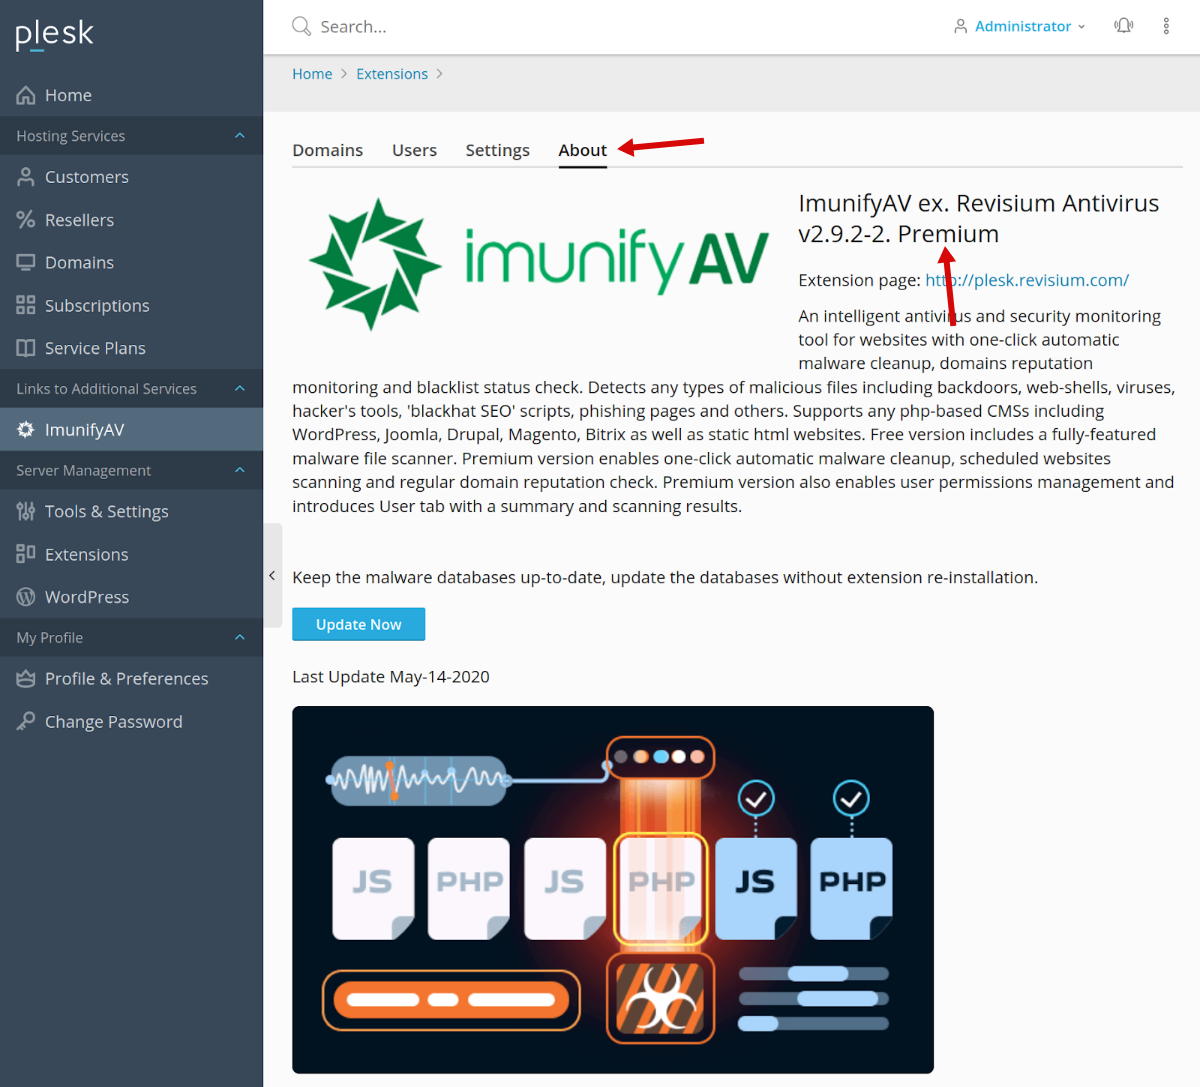 plesk
Search...
Administrator
Home
Hosting Services
Customers
Resellers
Domains
Subscriptions
Service Plans
Links to Additional Services
ImunifyAV
Server Management
Tools & Settings
Extensions
WordPress
My Profile
Profile & Preferences
Change Password
Home > Extensions >
Domains Users Settings About
imunifyAV
ImunifyAV ex. Revisium Antivirus
v2.9.2-2. Premium
Extension page: http://plesk.revisium.com/
An intelligent antivirus and security monitoring
tool for websites with one-click automatic
malware cleanup, domains reputation
monitoring and blacklist status check. Detects any types of malicious files including backdoors, web-shells, viruses,
hacker's tools, 'blackhat SEO' scripts, phishing pages and others. Supports any php-based CMSs including
WordPress, Joomla, Drupal, Magento, Bitrix as well as static html websites. Free version includes a fully-featured
malware file scanner. Premium version enables one-click automatic malware cleanup, scheduled websites
scanning and regular domain reputation check. Premium version also enables user permissions management and
introduces User tab with a summary and scanning results.
Keep the malware databases up-to-date, update the databases without extension re-installation.
Update Now
Last Update May-14-2020
JS PHP JS PHP JS PHP